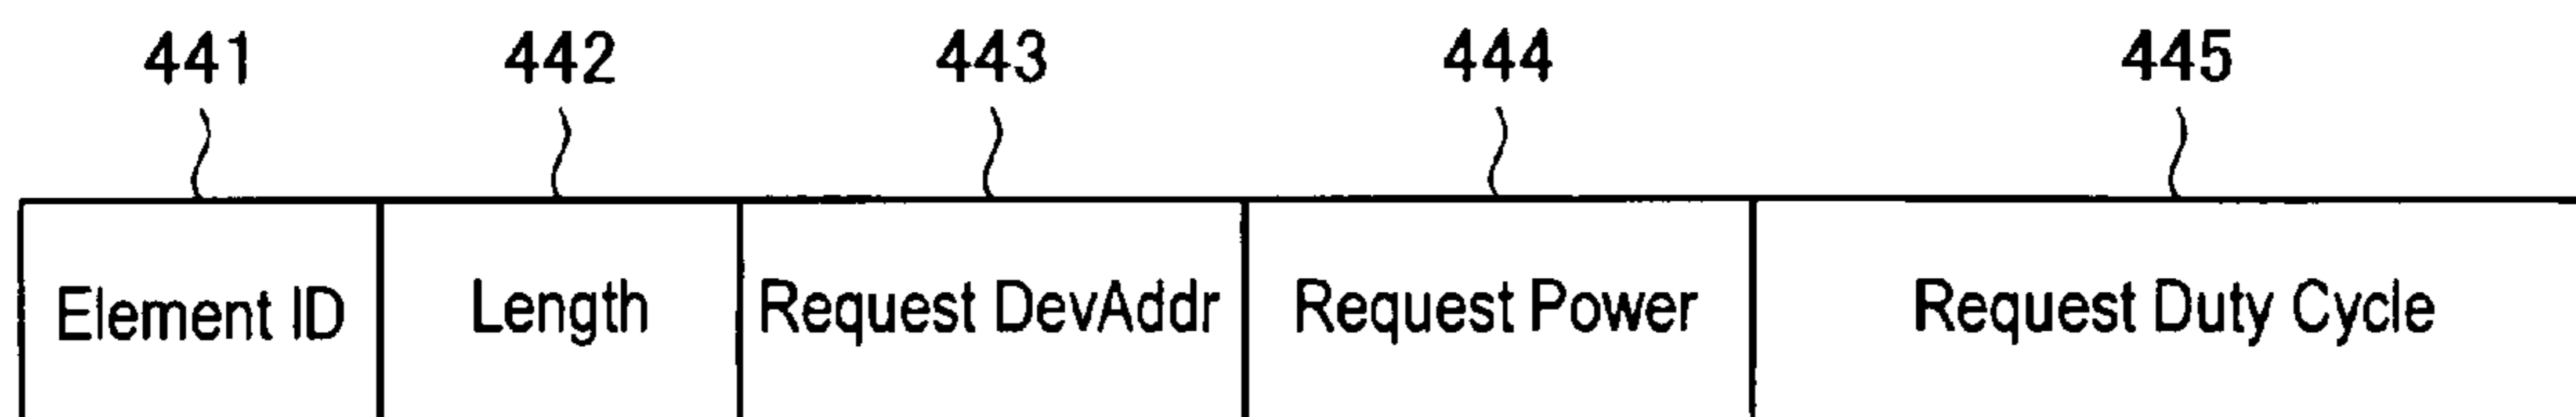 441 442 443 444 445
Element ID Length Request DevAddr Request Power Request Duty Cycle